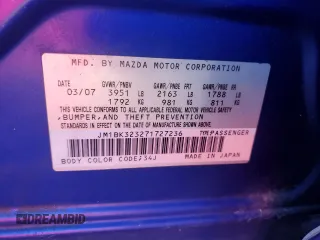 MFD. BY MAZDA MOTOR CORPORATION
GVWR/PNBV GAWR/PNBE FRT GAWR/PNBE RR
03/07 3951 LB 2163 LB 1788 LB
1792 KG 981 KG 811 KG
THIS VEHICLE CONFORMS TO ALL APPLICABLE FEDERAL MOTOR VEHICLE SAFETY
, BUMPER, AND THEFT PREVENTION
STANDARDS IN EFFECT ON THE DATE OF MANUFACTURE SHOWN ABOVE.
JM1BK323271727236 TYPE: PASSENGER
BODY COLOR CODE: 34J MADE IN JAPAN
DREAMBID